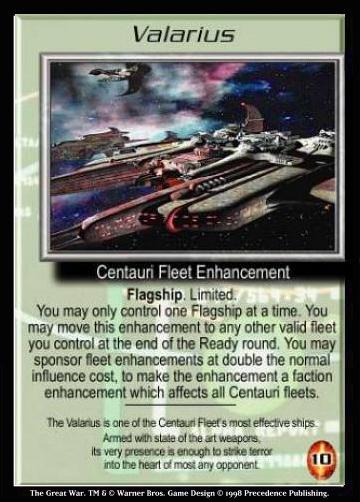 Valarius
Centauri Fleet Enhancement
Flagship. Limited.
You may only control one Flagship at a time. You
may move this enhancement to any other valid fleet
you control at the end of the Ready round. You may
sponsor fleet enhancements at double the normal
influence cost, to make the enhancement a faction
enhancement which affects all Centauri fleets.
The Valarius is one of the Centauri Fleet's most effective ships.
Armed with state of the art weapons,
its very presence is enough to strike terror
into the heart of most any opponent.
10
The Great War. TM & © Warner Bros. Game Design © 1998 Precedence Publishing.